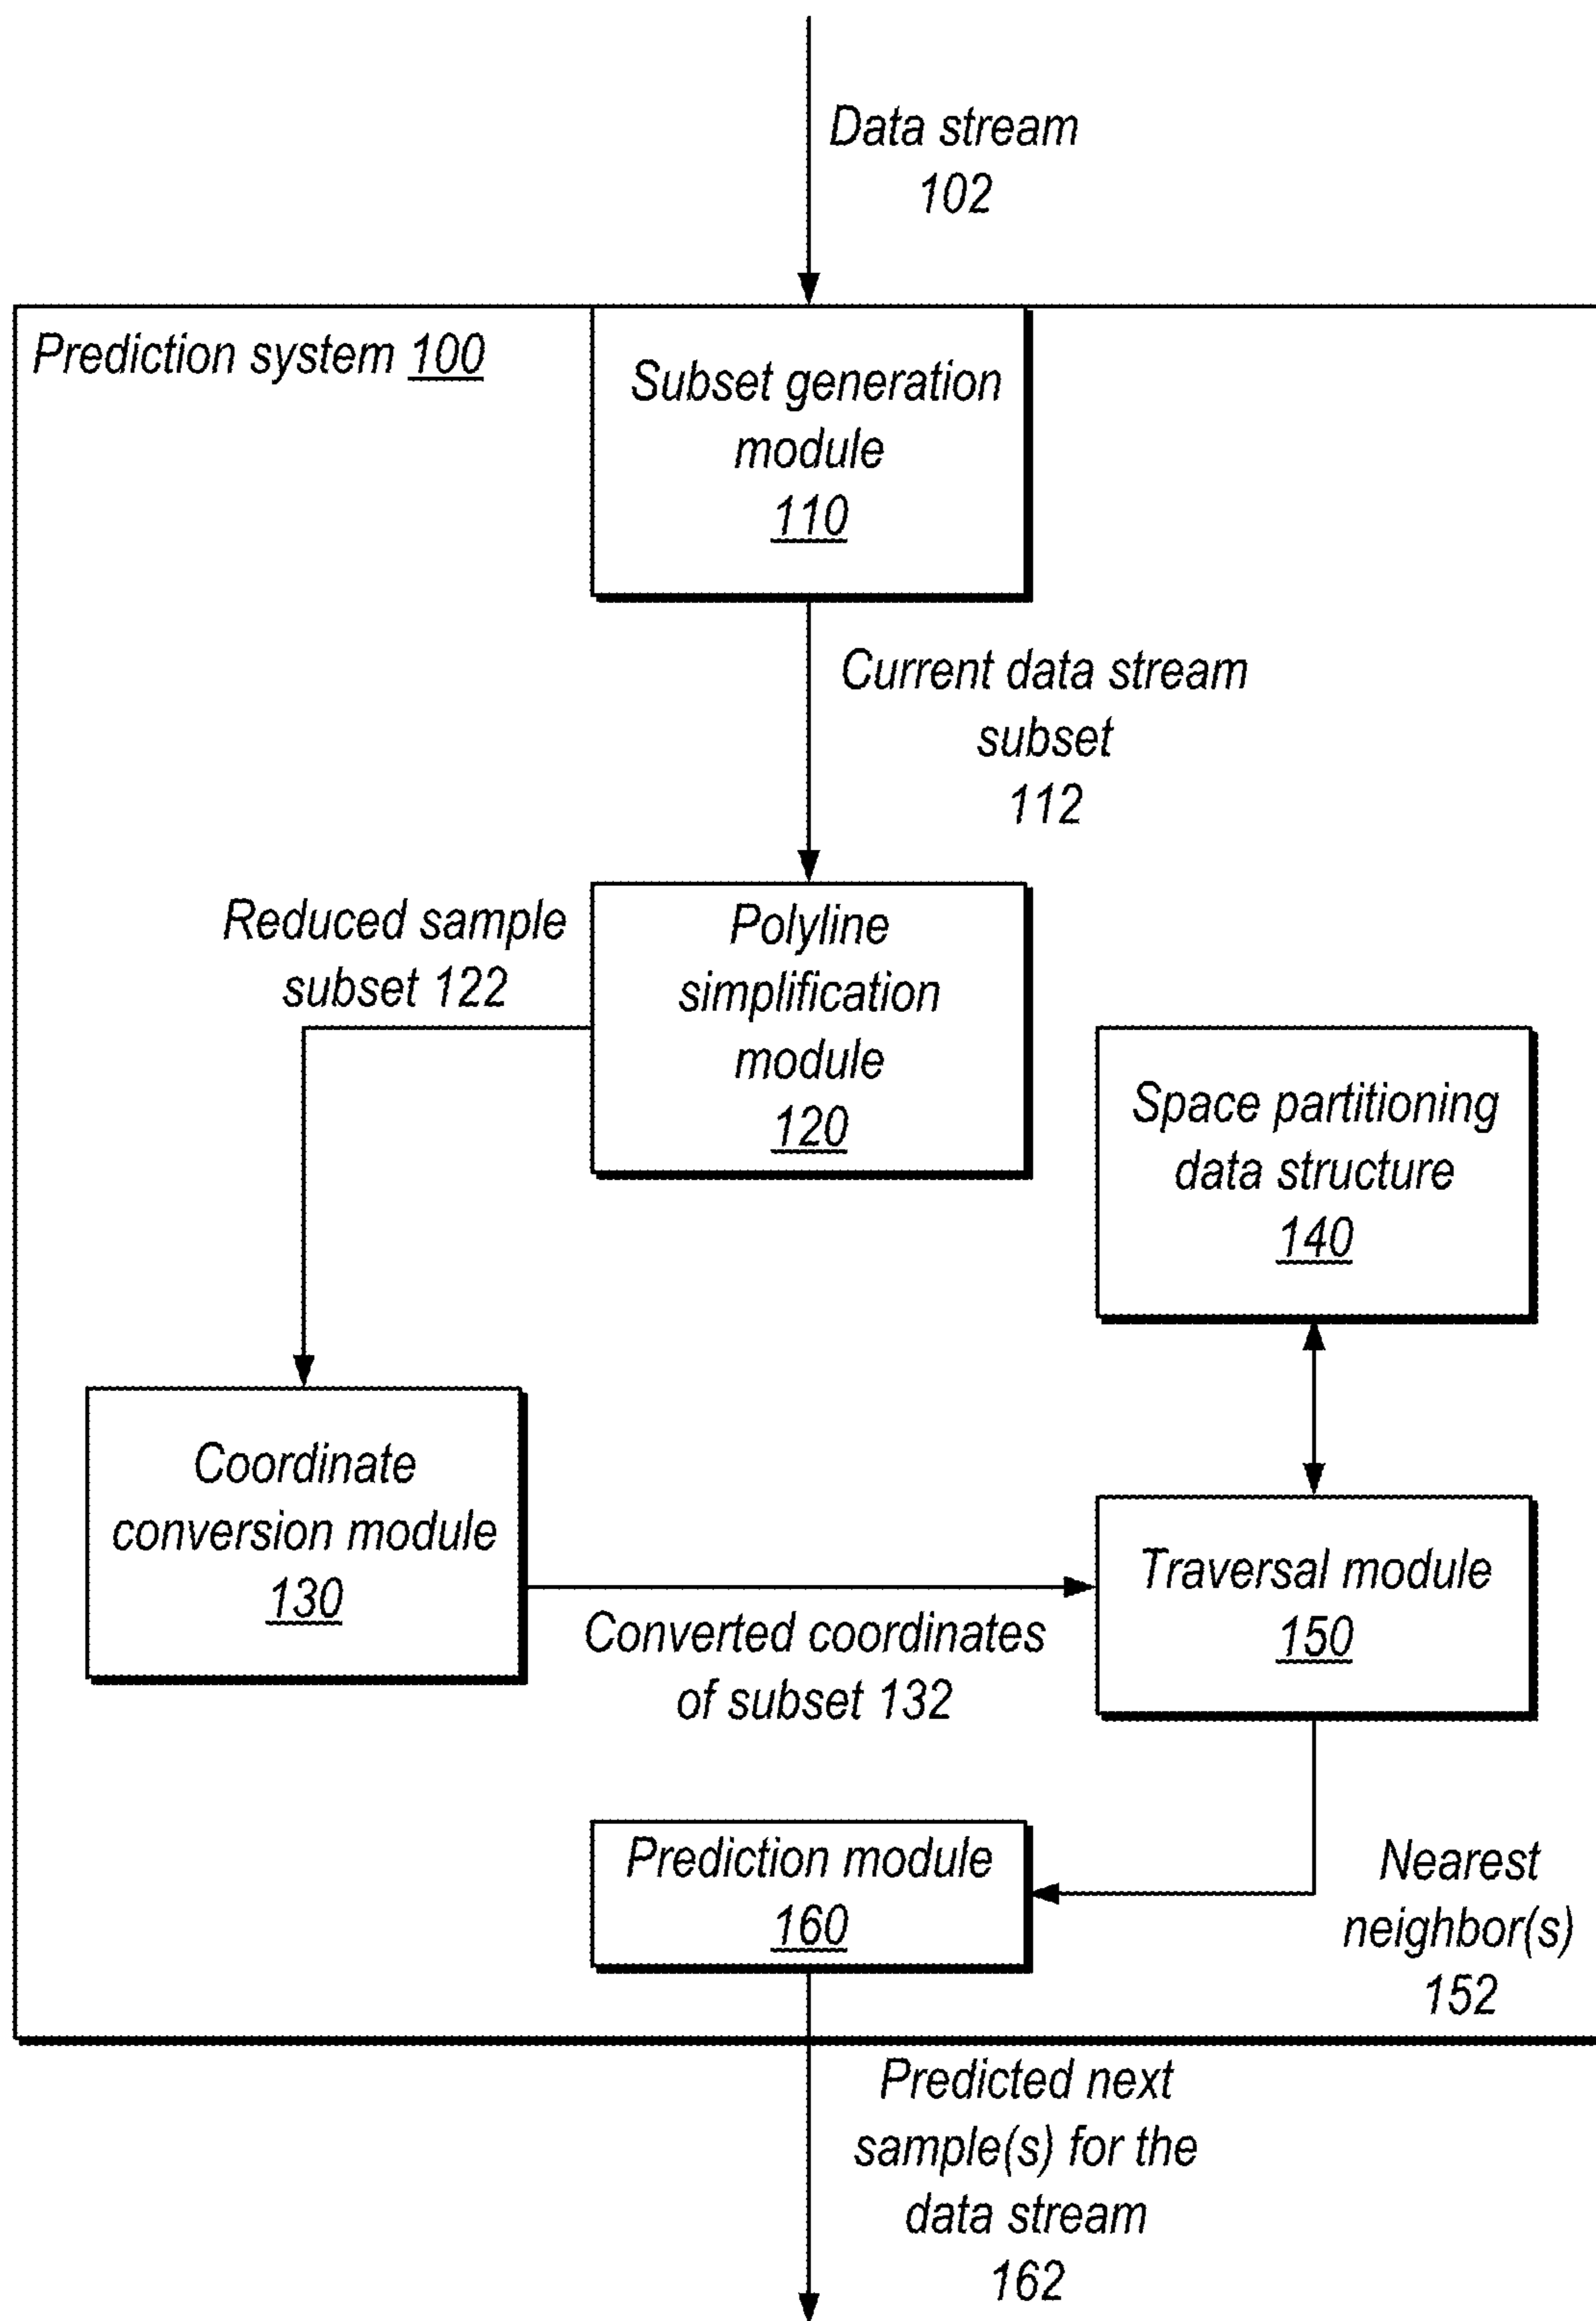 Data stream
102
Prediction system 100
Subset generation
module
110
Current data stream
subset
112
Reduced sample
subset 122
Polyline
simplification
module
120
Space partitioning
data structure
140
Coordinate
conversion module
130
Converted coordinates
of subset 132
Traversal module
150
Prediction module
160
Nearest
neighbor(s)
152
Predicted next
sample(s) for the
data stream
162